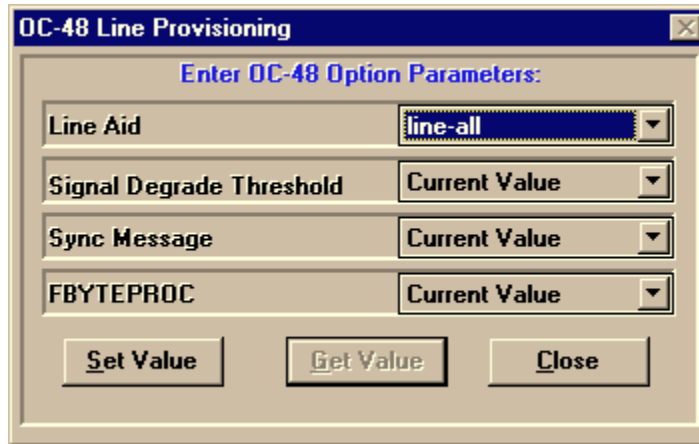 OC-48 Line Provisioning
Enter OC-48 Option Parameters:
Line Aid line-all
Signal Degrade Threshold Current Value
Sync Message Current Value
FBYTEPROC Current Value
Set Value Get Value Close